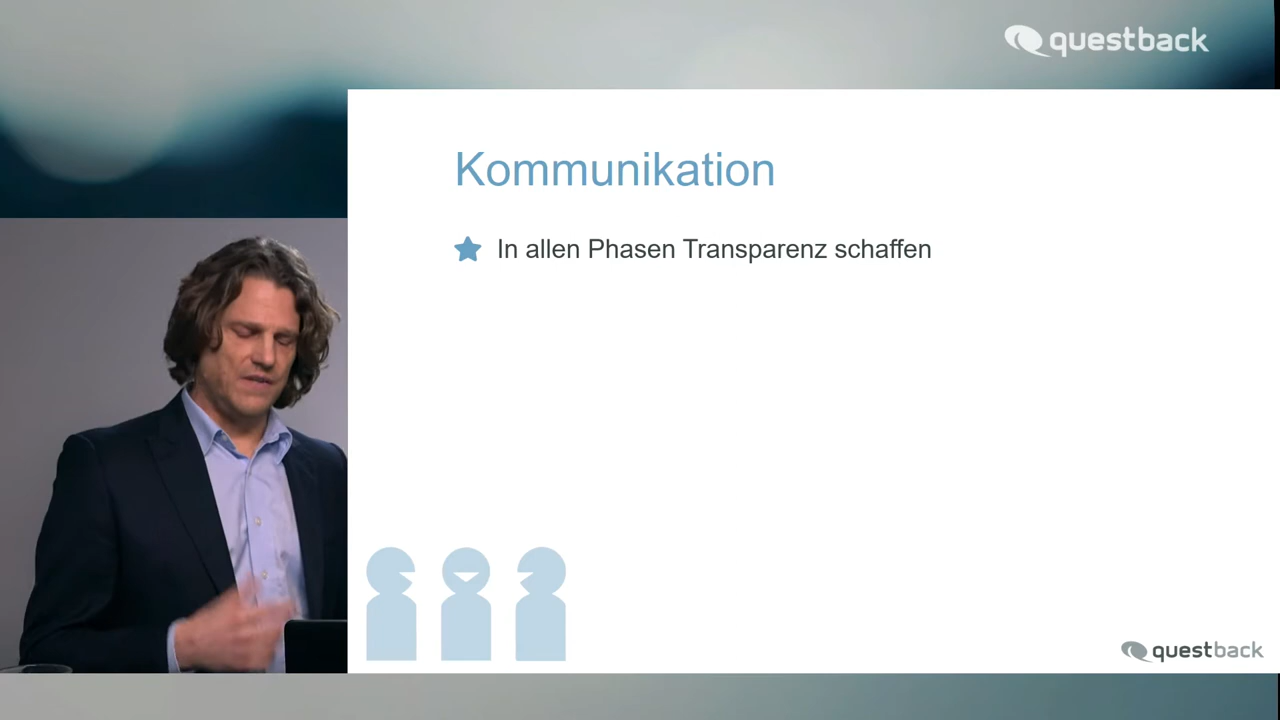 questback
Kommunikation
In allen Phasen Transparenz schaffen
questback